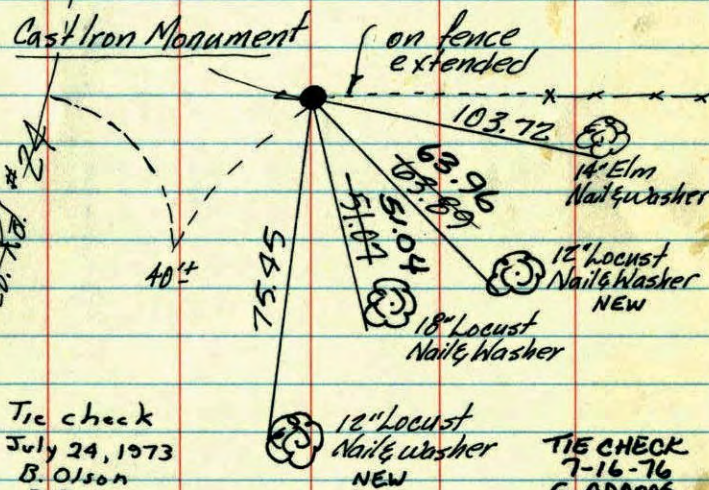 Cast Iron Monument
on fence
extended
103.72
14" Elm
Nail & Washer
63.96
63.89
51.04
51.07
12" Locust
Nail & Washer
NEW
40'±
75.45
18" Locust
Nail & Washer
Rd. #24
12" Locust
Nail & Washer
NEW
Tie check
July 24, 1973
B. Olson
TIE CHECK
7-16-76